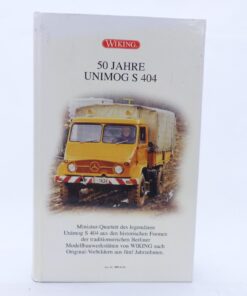 WIKING
50 JAHRE
UNIMOG S 404
Miniatur-Quartett des legendären
Unimog S 404 aus den historischen Formen
der traditionsreichen Berliner
Modellbauwerkstätten von WIKING nach
Original-Vorbildern aus fünf Jahrzehnten.